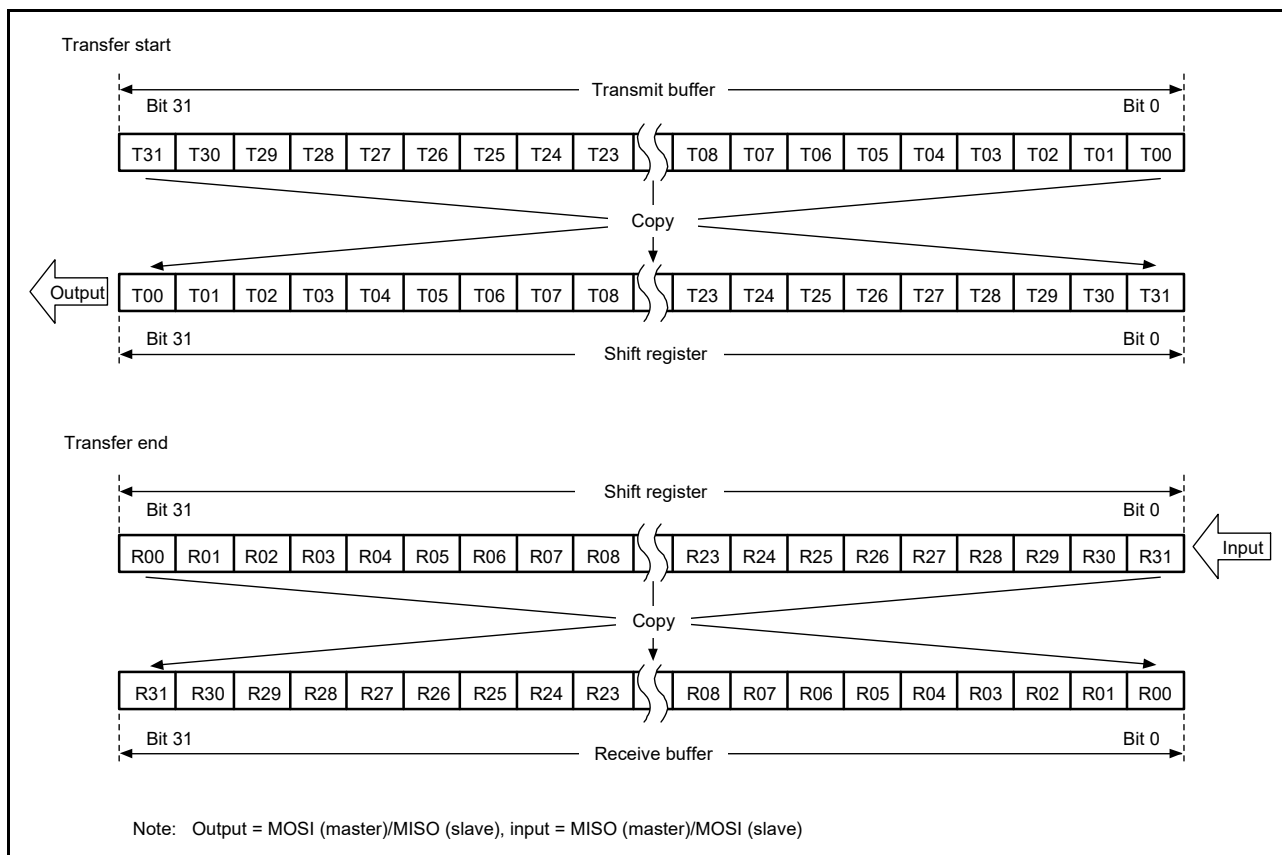 Transfer start
Transmit buffer
Bit 31 Bit 0
T31 T30 T29 T28 T27 T26 T25 T24 T23 T08 T07 T06 T05 T04 T03 T02 T01 T00
Copy
Output T00 T01 T02 T03 T04 T05 T06 T07 T08 T23 T24 T25 T26 T27 T28 T29 T30 T31
Bit 31 Bit 0
Shift register
Transfer end
Shift register
Bit 31 Bit 0
R00 R01 R02 R03 R04 R05 R06 R07 R08 R23 R24 R25 R26 R27 R28 R29 R30 R31 Input
Copy
R31 R30 R29 R28 R27 R26 R25 R24 R23 R08 R07 R06 R05 R04 R03 R02 R01 R00
Bit 31 Bit 0
Receive buffer
Note: Output = MOSI (master)/MISO (slave), input = MISO (master)/MOSI (slave)